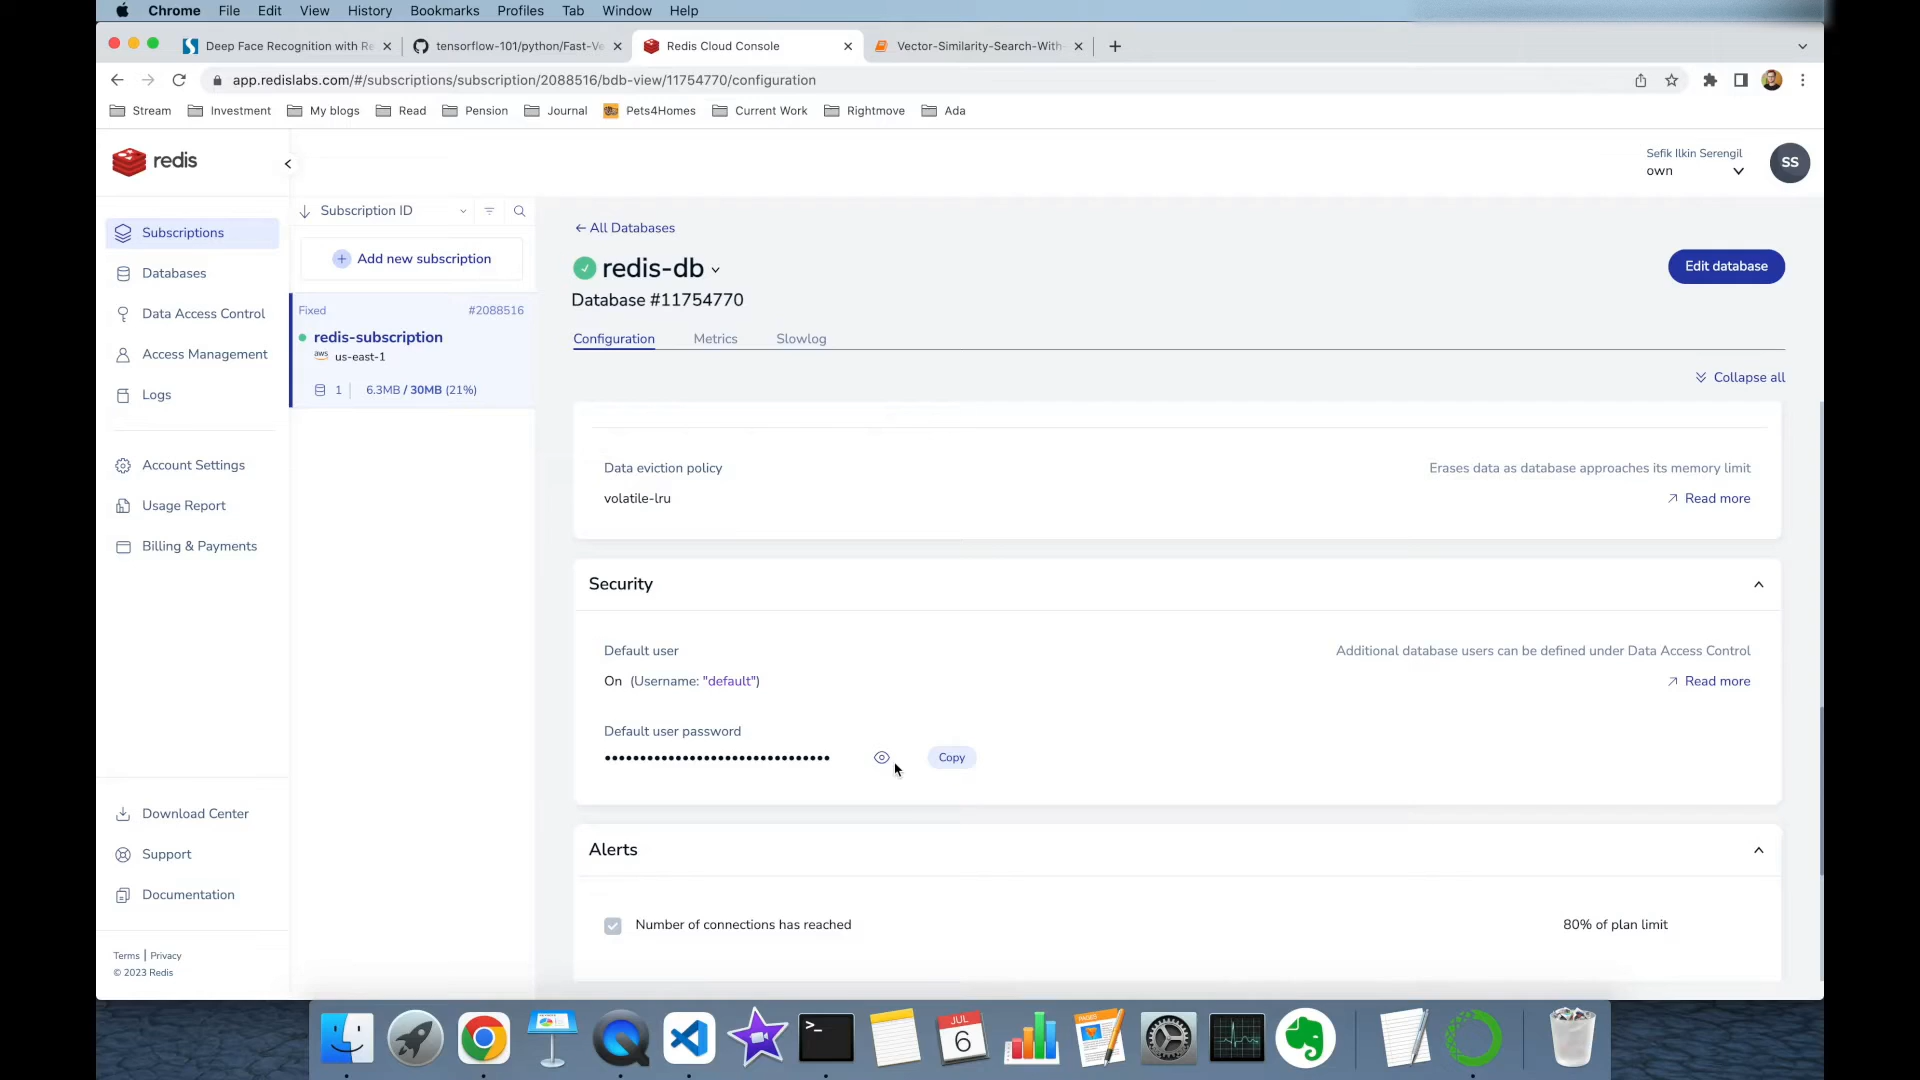 Chrome File Edit View History Bookmarks Profiles Tab Window Help
Deep Face Recognition with Re
tensorflow-101/python/Fast-Ve
Redis Cloud Console
Vector-Similarity-Search-With-
app.redislabs.com/#/subscriptions/subscription/2088516/bdb-view/11754770/configuration
Stream Investment My blogs Read Pension Journal Pets4Homes Current Work Rightmove Ada
redis
Sefik Ilkin Serengil
own
SS
Subscriptions
Databases
Data Access Control
Access Management
Logs
Account Settings
Usage Report
Billing & Payments
Download Center
Support
Documentation
Terms | Privacy
© 2023 Redis
Subscription ID
Add new subscription
Fixed #2088516
redis-subscription
aws us-east-1
1 | 6.3MB / 30MB (21%)
All Databases
redis-db
Database #11754770
Edit database
Configuration Metrics Slowlog
Collapse all
Data eviction policy
Erases data as database approaches its memory limit
volatile-lru
Read more
Security
Default user
Additional database users can be defined under Data Access Control
On (Username: "default")
Read more
Default user password
••••••••••••••••••••••••••••••••
Copy
Alerts
Number of connections has reached
80% of plan limit
JUL
6
PAGES